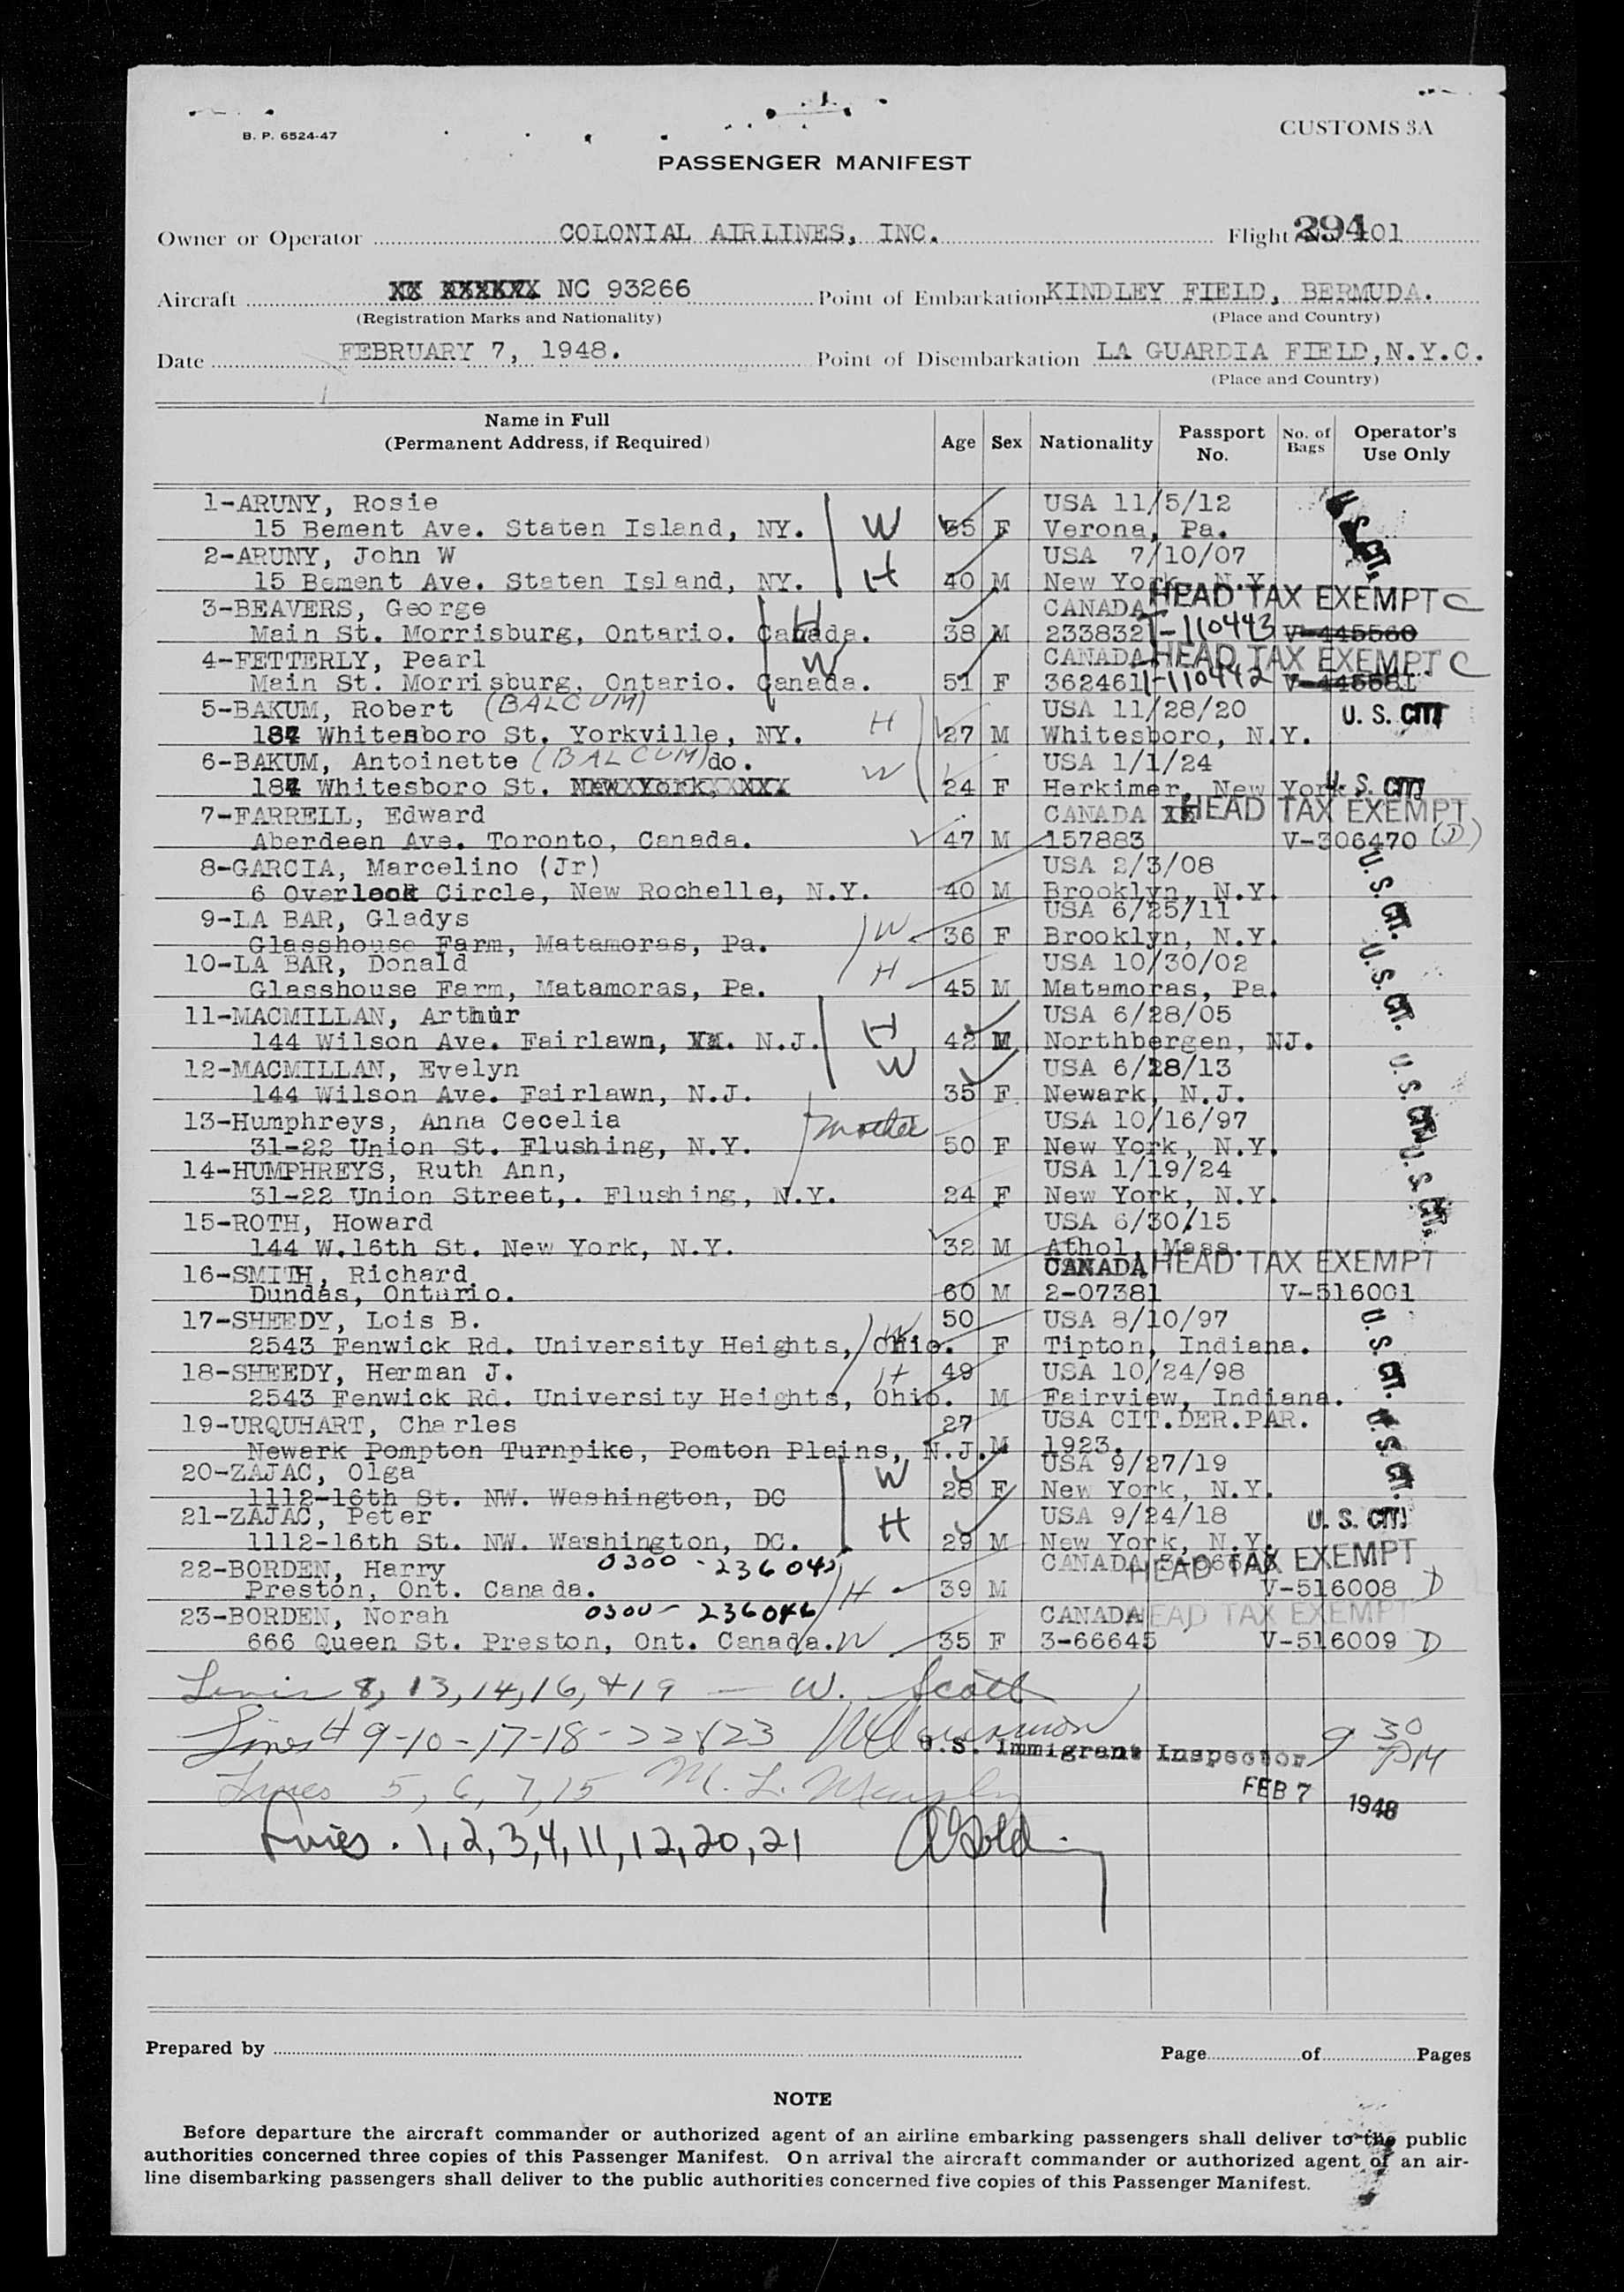 B. P. 6524-47
CUSTOMS 3A
PASSENGER MANIFEST
Owner or Operator COLONIAL AIRLINES, INC. Flight 294 101
Aircraft XX XXXXXX NC 93266 Point of Embarkation KINDLEY FIELD, BERMUDA.
(Registration Marks and Nationality) (Place and Country)
Date FEBRUARY 7, 1948. Point of Disembarkation LA GUARDIA FIELD, N.Y.C.
(Place and Country)
Name in Full (Permanent Address, if Required) Age Sex Nationality Passport No. No. of Bags Operator's Use Only
1-ARUNY, Rosie USA 11/5/12
15 Bement Ave. Staten Island, NY. W 35 F Verona, Pa. U. S. CIT.
2-ARUNY, John W USA 7/10/07
15 Bement Ave. Staten Island, NY. H 40 M New York, N.Y.
3-BEAVERS, George H CANADA HEAD TAX EXEMPT C
Main St. Morrisburg, Ontario. Canada. 38 M 233832 T-110443 V-445560
4-FETTERLY, Pearl W CANADA HEAD TAX EXEMPT C
Main St. Morrisburg, Ontario. Canada. 51 F 362461 T-110442 V-445581
5-BAKUM, Robert (BALCUM) USA 11/28/20 U. S. CIT
187 Whitesboro St. Yorkville, NY. H 27 M Whitesboro, N.Y.
6-BAKUM, Antoinette (BALCUM) do. USA 1/1/24
187 Whitesboro St. W 24 F Herkimer, New York U. S. CIT
7-FARRELL, Edward CANADA HEAD TAX EXEMPT
Aberdeen Ave. Toronto, Canada. 47 M 157883 V-306470 (D)
8-GARCIA, Marcelino (Jr) USA 2/3/08
6 Overlook Circle, New Rochelle, N.Y. 40 M Brooklyn, N.Y. U. S. CIT.
9-LA BAR, Gladys USA 6/25/11
Glasshouse Farm, Matamoras, Pa. W 36 F Brooklyn, N.Y.
10-LA BAR, Donald USA 10/30/02
Glasshouse Farm, Matamoras, Pa. H 45 M Matamoras, Pa. U. S. CIT.
11-MACMILLAN, Arthur USA 6/28/05
144 Wilson Ave. Fairlawn, N.J. H 42 M Northbergen, NJ.
12-MACMILLAN, Evelyn W USA 6/28/13
144 Wilson Ave. Fairlawn, N.J. 35 F Newark, N.J. U. S. CIT
13-Humphreys, Anna Cecelia mother USA 10/16/97
31-22 Union St. Flushing, N.Y. 50 F New York, N.Y.
14-HUMPHREYS, Ruth Ann, USA 1/19/24
31-22 Union Street,. Flushing, N.Y. 24 F New York, N.Y. U. S. CIT.
15-ROTH, Howard USA 6/30/15
144 W.16th St. New York, N.Y. 32 M Athol, Mass.
16-SMITH, Richard. CANADA HEAD TAX EXEMPT
Dundas, Ontario. 60 M 2-07381 V-516001
17-SHEEDY, Lois B. W 50 USA 8/10/97
2543 Fenwick Rd. University Heights, Ohio. F Tipton, Indiana. U. S. CIT.
18-SHEEDY, Herman J. H 49 USA 10/24/98
2543 Fenwick Rd. University Heights, Ohio. M Fairview, Indiana.
19-URQUHART, Charles 27 USA CIT.DER.PAR.
Newark Pompton Turnpike, Pomton Plains, N.J. M 1923. U. S. CIT.
20-ZAJAC, Olga W USA 9/27/19
1112-16th St. NW. Washington, DC 28 F New York, N.Y.
21-ZAJAC, Peter H USA 9/24/18 U. S. CIT
1112-16th St. NW. Washington, DC. 29 M New York, N.Y.
22-BORDEN, Harry 0300-236045 CANADA HEAD TAX EXEMPT
Preston, Ont. Canada. H 39 M V-516008 D
23-BORDEN, Norah 0300-236046 CANADA HEAD TAX EXEMPT
666 Queen St. Preston, Ont. Canada. W 35 F 3-66645 V-516009 D
Lines 8, 13, 14, 16, & 19 — W. Scott
Lines # 9-10-17-18-22 & 23 9 30 PM
U.S. Immigrant Inspector
Lines 5, 6, 7, 15 M. L.
FEB 7 1948
Lines. 1, 2, 3, 4, 11, 12, 20, 21
Prepared by Page of Pages
NOTE
Before departure the aircraft commander or authorized agent of an airline embarking passengers shall deliver to the public
authorities concerned three copies of this Passenger Manifest. On arrival the aircraft commander or authorized agent of an air-
line disembarking passengers shall deliver to the public authorities concerned five copies of this Passenger Manifest.